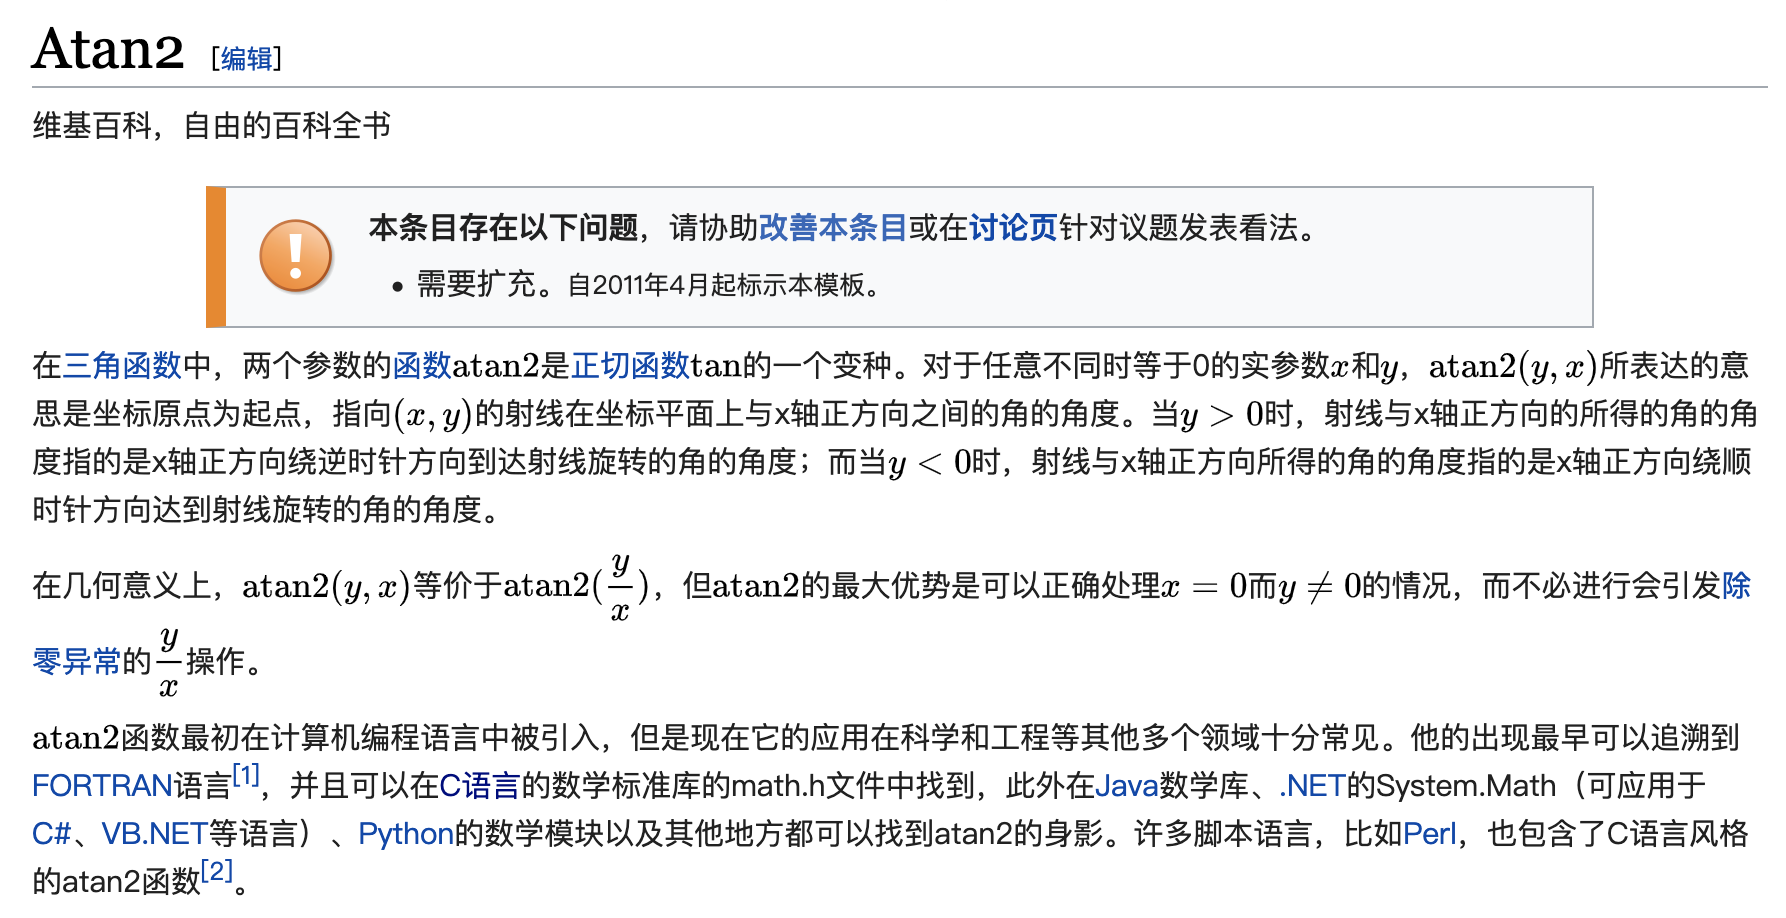 Atan2 [编辑]
维基百科，自由的百科全书
本条目存在以下问题，请协助改善本条目或在讨论页针对议题发表看法。
• 需要扩充。自2011年4月起标示本模板。
在三角函数中，两个参数的函数atan2是正切函数tan的一个变种。对于任意不同时等于0的实参数x和y，atan2(y, x)所表达的意
思是坐标原点为起点，指向(x, y)的射线在坐标平面上与x轴正方向之间的角的角度。当y > 0时，射线与x轴正方向的所得的角的角
度指的是x轴正方向绕逆时针方向到达射线旋转的角的角度；而当y < 0时，射线与x轴正方向所得的角的角度指的是x轴正方向绕顺
时针方向达到射线旋转的角的角度。
在几何意义上，atan2(y, x)等价于atan2(y/x)，但atan2的最大优势是可以正确处理x = 0而y ≠ 0的情况，而不必进行会引发除
零异常的y/x操作。
atan2函数最初在计算机编程语言中被引入，但是现在它的应用在科学和工程等其他多个领域十分常见。他的出现最早可以追溯到
FORTRAN语言[1]，并且可以在C语言的数学标准库的math.h文件中找到，此外在Java数学库、.NET的System.Math（可应用于
C#、VB.NET等语言）、Python的数学模块以及其他地方都可以找到atan2的身影。许多脚本语言，比如Perl，也包含了C语言风格
的atan2函数[2]。